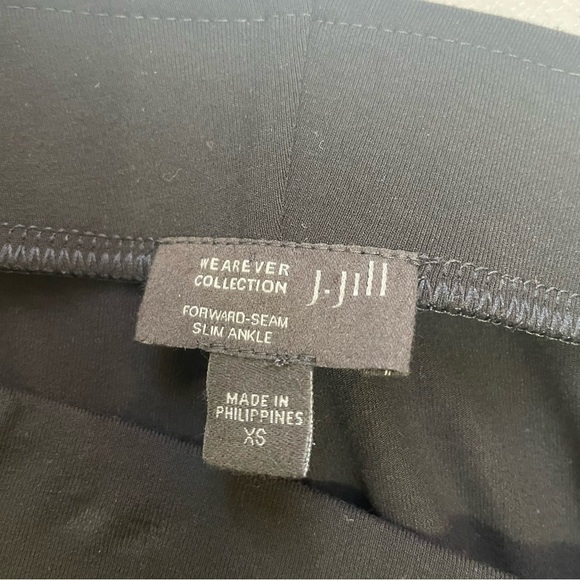 WEAREVER
COLLECTION
J.Jill
FORWARD-SEAM
SLIM ANKLE
MADE IN
PHILIPPINES
XS